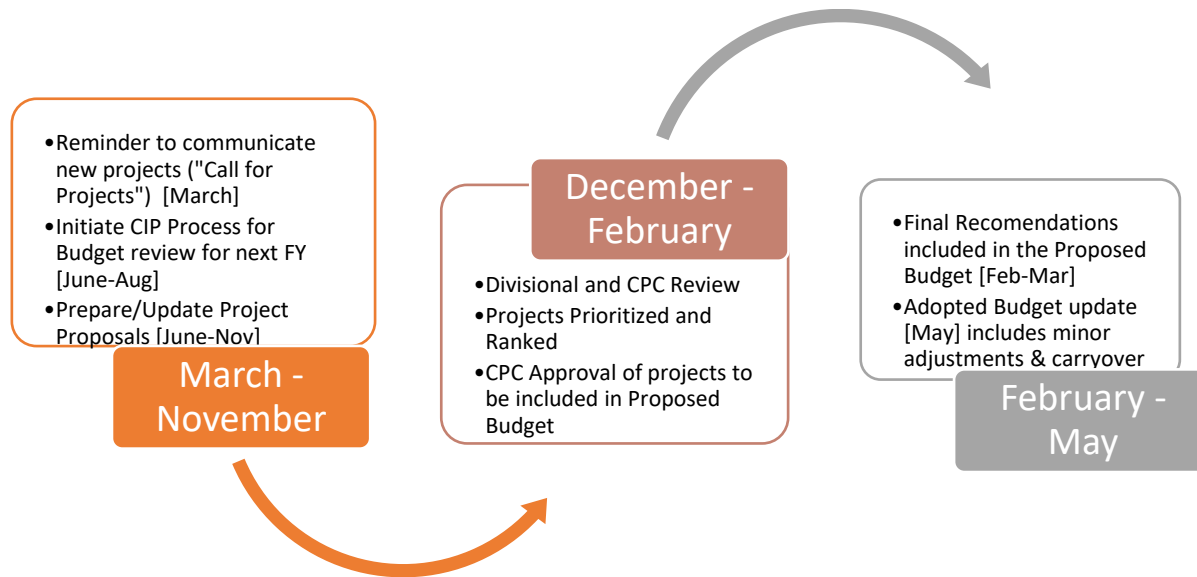 •Reminder to communicate
new projects ("Call for
Projects") [March]
•Initiate CIP Process for
Budget review for next FY
[June-Aug]
•Prepare/Update Project
Proposals [June-Nov]
March -
November
December -
February
•Divisional and CPC Review
•Projects Prioritized and
Ranked
•CPC Approval of projects to
be included in Proposed
Budget
•Final Recomendations
included in the Proposed
Budget [Feb-Mar]
•Adopted Budget update
[May] includes minor
adjustments & carryover
February -
May